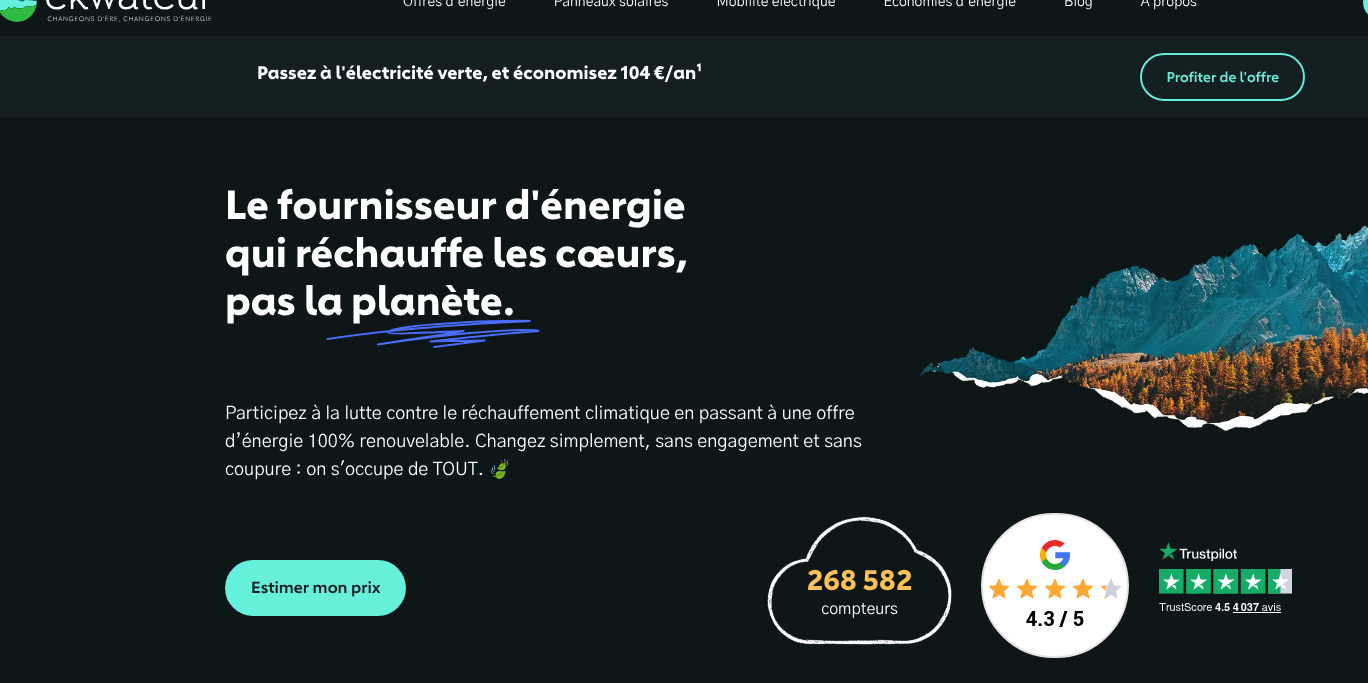 ekwateur
CHANGEONS D'ÈRE, CHANGEONS D'ÉNERGIE
Offres d'énergie
Panneaux solaires
Mobilité électrique
Économies d'énergie
Blog
À propos
Passez à l'électricité verte, et économisez 104 €/an¹
Profiter de l'offre
Le fournisseur d'énergie
qui réchauffe les cœurs,
pas la planète.
Participez à la lutte contre le réchauffement climatique en passant à une offre
d’énergie 100% renouvelable. Changez simplement, sans engagement et sans
coupure : on s’occupe de TOUT.
Estimer mon prix
268 582
compteurs
4.3 / 5
Trustpilot
TrustScore 4.5 4 037 avis